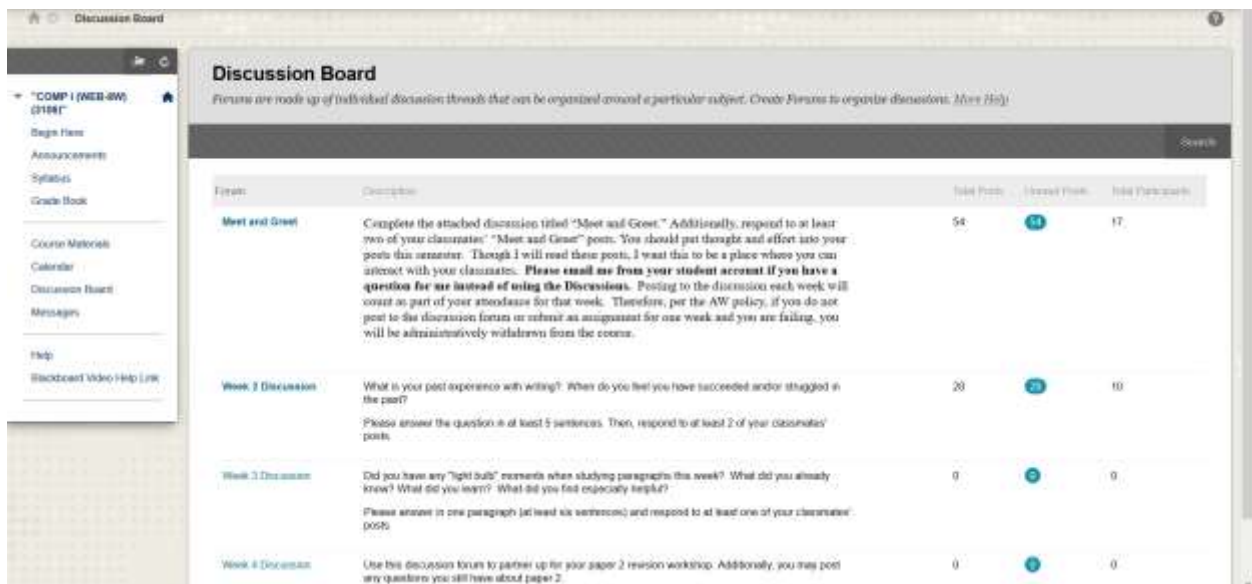 Discussion Board
"COMP I (WEB-8W)
(3108)"
Begin Here
Announcements
Syllabus
Grade Book
Course Materials
Calendar
Discussion Board
Messages
Help
Blackboard Video Help Link
Discussion Board
Forums are made up of individual discussion threads that can be organized around a particular subject. Create Forums to organize discussions. More Help
Search
Forum Description Total Posts Unread Posts Total Participants
Meet and Greet
Complete the attached discussion titled "Meet and Greet." Additionally, respond to at least
two of your classmates' "Meet and Greet" posts. You should put thought and effort into your
posts this semester. Though I will read these posts, I want this to be a place where you can
interact with your classmates. Please email me from your student account if you have a
question for me instead of using the Discussions. Posting to the discussion each week will
count as part of your attendance for that week. Therefore, per the AW policy, if you do not
post to the discussion forum or submit an assignment for one week and you are failing, you
will be administratively withdrawn from the course.
54 54 17
Week 2 Discussion
What is your past experience with writing? When do you feel you have succeeded and/or struggled in
the past?
Please answer the question in at least 5 sentences. Then, respond to at least 2 of your classmates'
posts.
10
Week 3 Discussion
Did you have any "light bulb" moments when studying paragraphs this week? What did you already
know? What did you learn? What did you find especially helpful?
Please answer in one paragraph (at least six sentences) and respond to at least one of your classmates'
posts.
0 0 0
Week 4 Discussion
Use this discussion forum to partner up for your paper 2 revision workshop. Additionally, you may post
any questions you still have about paper 2.
0 0 0